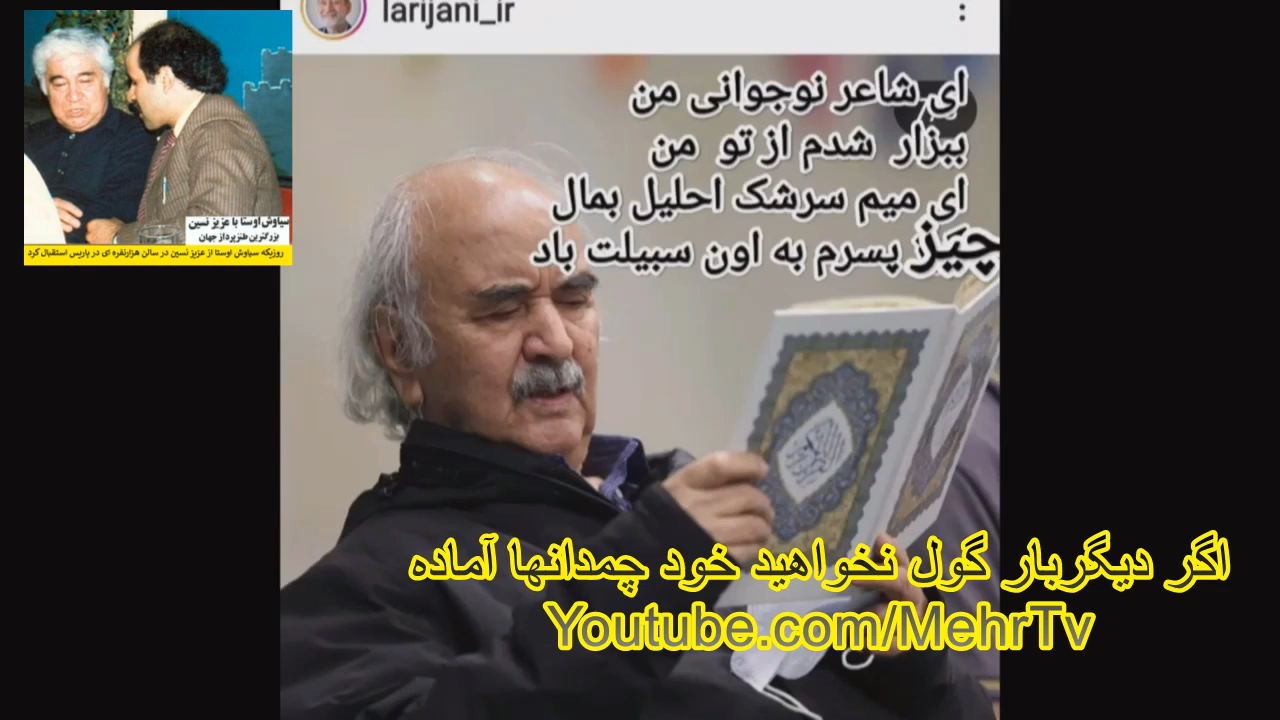 larijani_ir
ای شاعر نوجوانی من
بیزار شدم از تو من
ای میم سرشک احلیل بمال
چیَز پسرم به اون سبیلت باد
سیاوش اوستا با عزیز نسین
بزرگترین طنزپرداز جهان
روزیکه سیاوش اوستا از عزیز نسین در سالن هزارنفره ای در پاریس استقبال کرد
اگر دیگربار گول نخواهید خود چمدانها آماده
Youtube.com/MehrTv